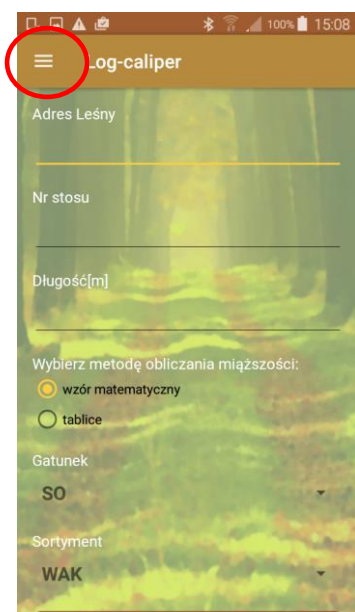 100% 15:08
Log-caliper
Adres Leśny
Nr stosu
Długość[m]
Wybierz metodę obliczania miąższości:
wzór matematyczny
tablice
Gatunek
SO
Sortyment
WAK